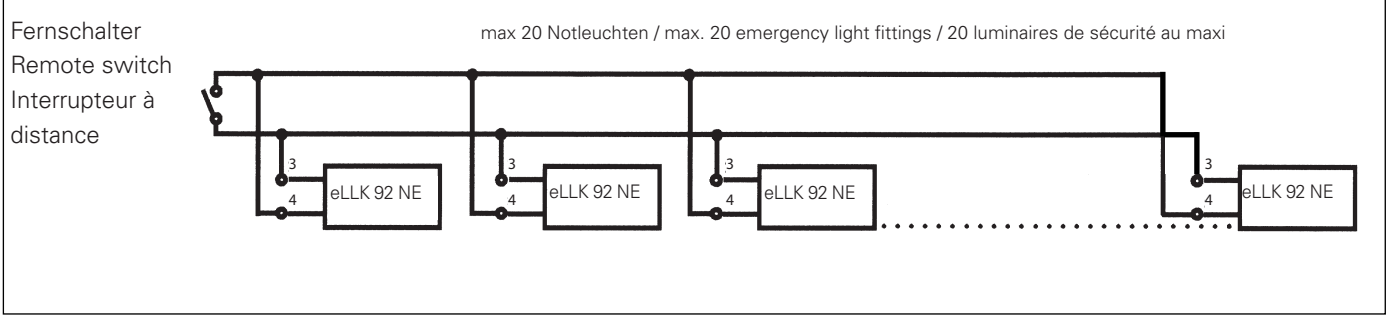 Fernschalter
Remote switch
Interrupteur à
distance
max 20 Notleuchten / max. 20 emergency light fittings / 20 luminaires de sécurité au maxi
3
4
eLLK 92 NE
3
4
eLLK 92 NE
3
4
eLLK 92 NE
3
4
eLLK 92 NE